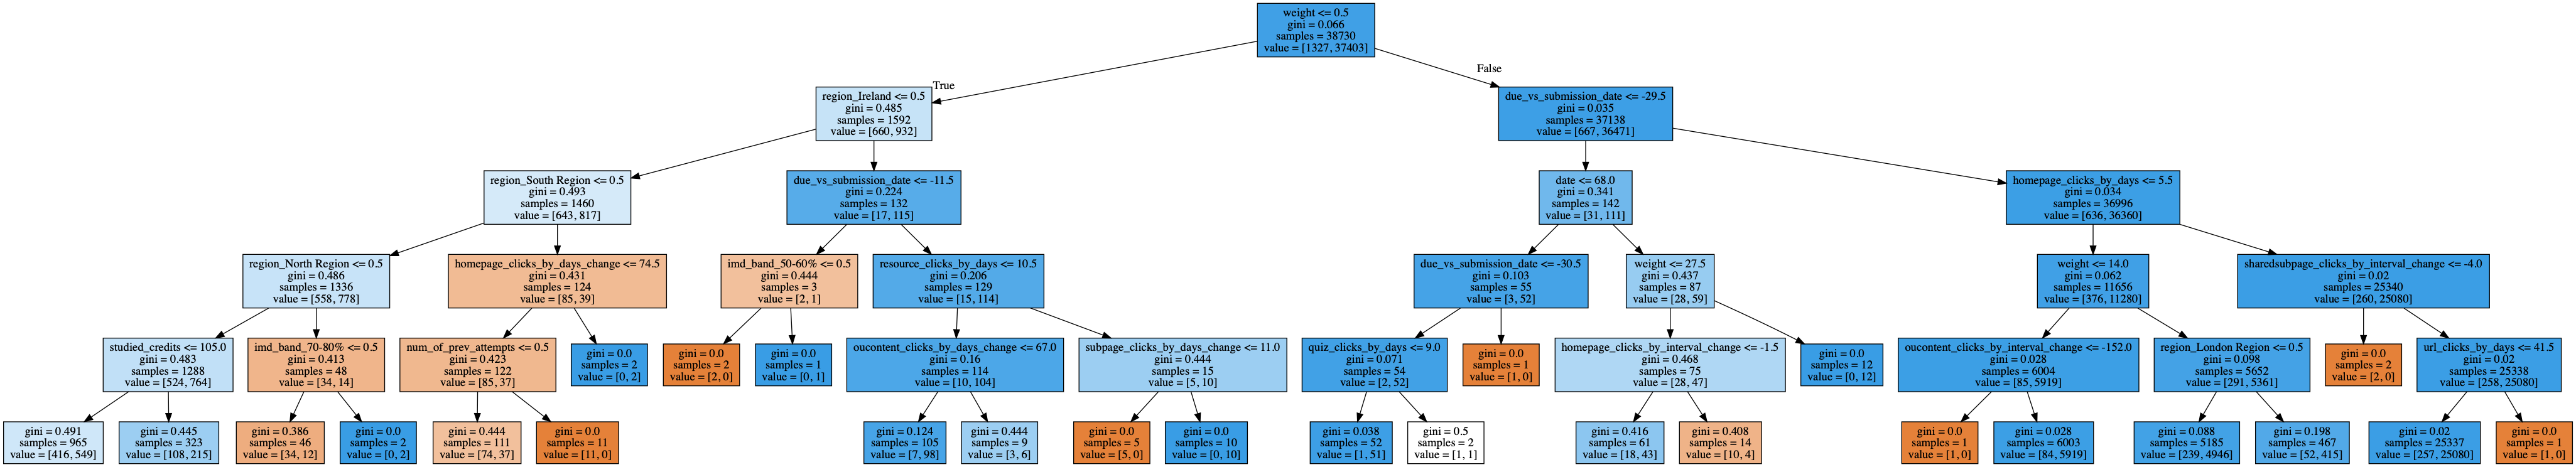 weight <= 0.5
gini = 0.066
samples = 38730
value = [1327, 37403]
True
False
region_Ireland <= 0.5
gini = 0.485
samples = 1592
value = [660, 932]
due_vs_submission_date <= -29.5
gini = 0.035
samples = 37138
value = [667, 36471]
region_South Region <= 0.5
gini = 0.493
samples = 1460
value = [643, 817]
due_vs_submission_date <= -11.5
gini = 0.224
samples = 132
value = [17, 115]
date <= 68.0
gini = 0.341
samples = 142
value = [31, 111]
homepage_clicks_by_days <= 5.5
gini = 0.034
samples = 36996
value = [636, 36360]
region_North Region <= 0.5
gini = 0.486
samples = 1336
value = [558, 778]
homepage_clicks_by_days_change <= 74.5
gini = 0.431
samples = 124
value = [85, 39]
imd_band_50-60% <= 0.5
gini = 0.444
samples = 3
value = [2, 1]
resource_clicks_by_days <= 10.5
gini = 0.206
samples = 129
value = [15, 114]
due_vs_submission_date <= -30.5
gini = 0.103
samples = 55
value = [3, 52]
weight <= 27.5
gini = 0.437
samples = 87
value = [28, 59]
weight <= 14.0
gini = 0.062
samples = 11656
value = [376, 11280]
sharedsubpage_clicks_by_interval_change <= -4.0
gini = 0.02
samples = 25340
value = [260, 25080]
studied_credits <= 105.0
gini = 0.483
samples = 1288
value = [524, 764]
imd_band_70-80% <= 0.5
gini = 0.413
samples = 48
value = [34, 14]
num_of_prev_attempts <= 0.5
gini = 0.423
samples = 122
value = [85, 37]
gini = 0.0
samples = 2
value = [0, 2]
gini = 0.0
samples = 2
value = [2, 0]
gini = 0.0
samples = 1
value = [0, 1]
oucontent_clicks_by_days_change <= 67.0
gini = 0.16
samples = 114
value = [10, 104]
subpage_clicks_by_days_change <= 11.0
gini = 0.444
samples = 15
value = [5, 10]
quiz_clicks_by_days <= 9.0
gini = 0.071
samples = 54
value = [2, 52]
gini = 0.0
samples = 1
value = [1, 0]
homepage_clicks_by_interval_change <= -1.5
gini = 0.468
samples = 75
value = [28, 47]
gini = 0.0
samples = 12
value = [0, 12]
oucontent_clicks_by_interval_change <= -152.0
gini = 0.028
samples = 6004
value = [85, 5919]
region_London Region <= 0.5
gini = 0.098
samples = 5652
value = [291, 5361]
gini = 0.0
samples = 2
value = [2, 0]
url_clicks_by_days <= 41.5
gini = 0.02
samples = 25338
value = [258, 25080]
gini = 0.491
samples = 965
value = [416, 549]
gini = 0.445
samples = 323
value = [108, 215]
gini = 0.386
samples = 46
value = [34, 12]
gini = 0.0
samples = 2
value = [0, 2]
gini = 0.444
samples = 111
value = [74, 37]
gini = 0.0
samples = 11
value = [11, 0]
gini = 0.124
samples = 105
value = [7, 98]
gini = 0.444
samples = 9
value = [3, 6]
gini = 0.0
samples = 5
value = [5, 0]
gini = 0.0
samples = 10
value = [0, 10]
gini = 0.038
samples = 52
value = [1, 51]
gini = 0.5
samples = 2
value = [1, 1]
gini = 0.416
samples = 61
value = [18, 43]
gini = 0.408
samples = 14
value = [10, 4]
gini = 0.0
samples = 1
value = [1, 0]
gini = 0.028
samples = 6003
value = [84, 5919]
gini = 0.088
samples = 5185
value = [239, 4946]
gini = 0.198
samples = 467
value = [52, 415]
gini = 0.02
samples = 25337
value = [257, 25080]
gini = 0.0
samples = 1
value = [1, 0]